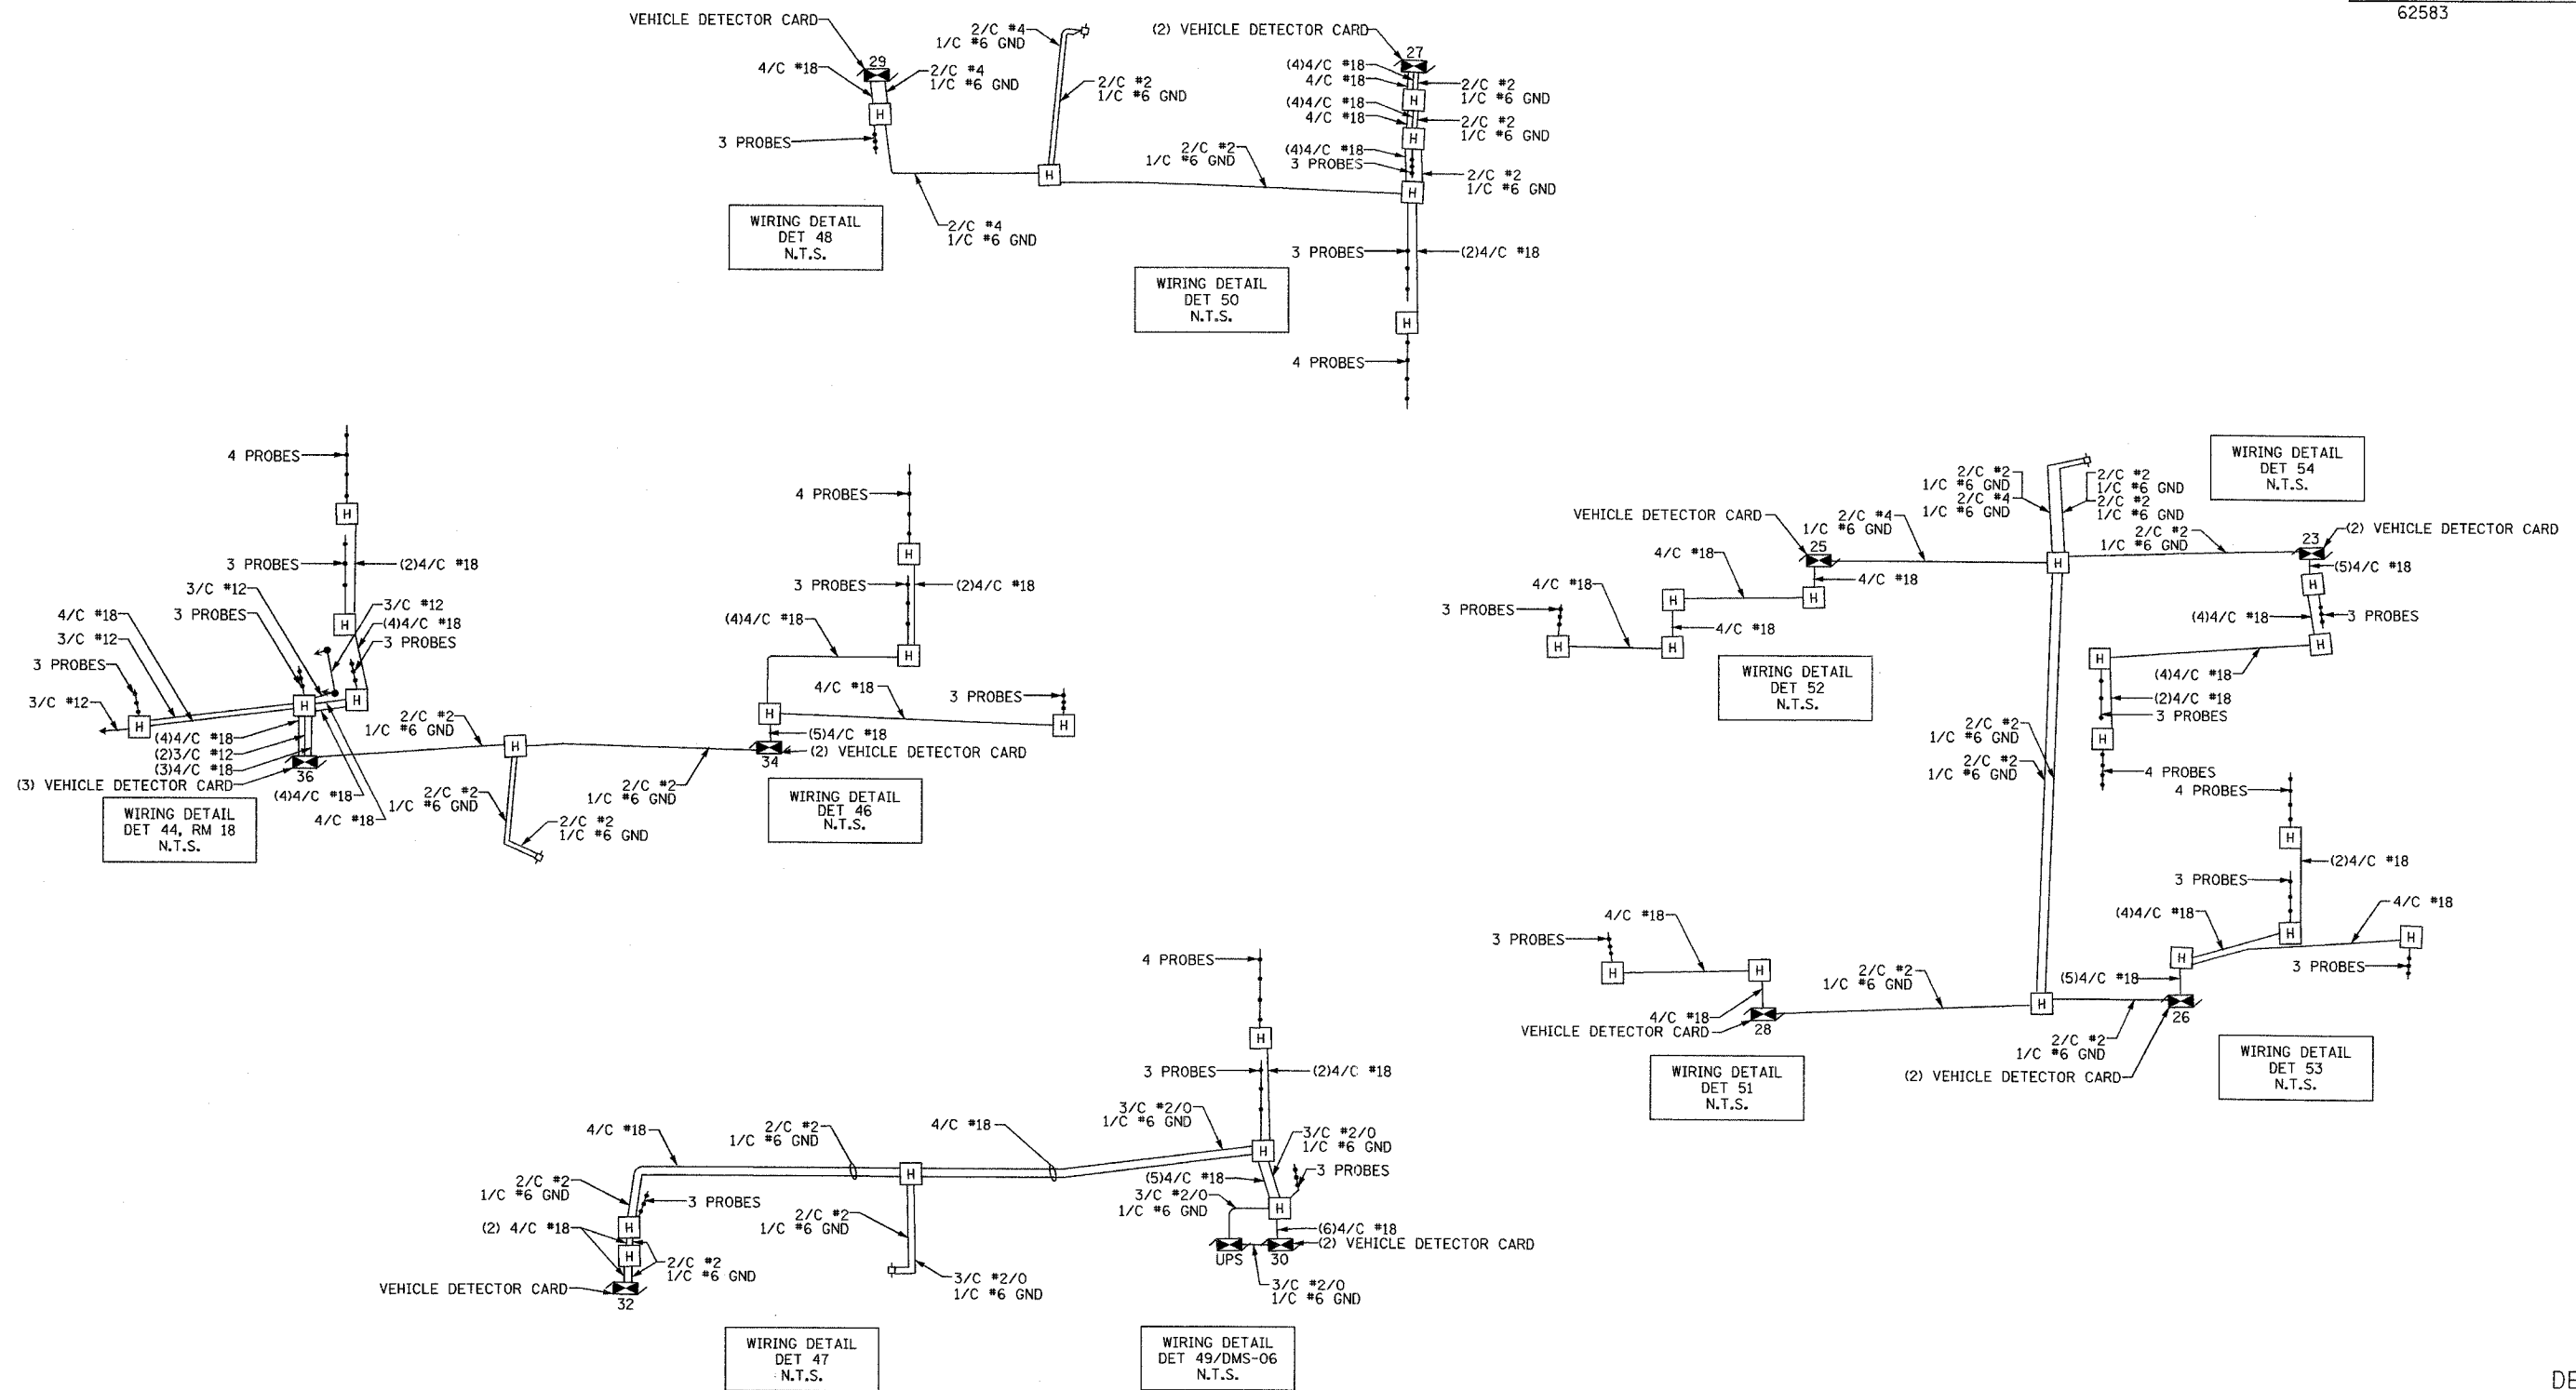 62583
VEHICLE DETECTOR CARD
29
4/C #18
2/C #4
1/C #6 GND
2/C #4
1/C #6 GND
2/C #2
1/C #6 GND
3 PROBES
2/C #4
1/C #6 GND
WIRING DETAIL
DET 48
N.T.S.
(2) VEHICLE DETECTOR CARD
27
(4)4/C #18
4/C #18
2/C #2
1/C #6 GND
(4)4/C #18
4/C #18
2/C #2
1/C #6 GND
(4)4/C #18
3 PROBES
2/C #2
1/C #6 GND
2/C #2
1/C #6 GND
3 PROBES
(2)4/C #18
4 PROBES
H
H
H
H
H
H
H
WIRING DETAIL
DET 50
N.T.S.
4 PROBES
H
3 PROBES
(2)4/C #18
3/C #12
4/C #18
3 PROBES
3/C #12
3 PROBES
3/C #12
H
3/C #12
(4)4/C #18
3 PROBES
H
H
H
(4)4/C #18
(2)3/C #12
(3)4/C #18
36
(3) VEHICLE DETECTOR CARD
(4)4/C #18
4/C #18
WIRING DETAIL
DET 44, RM 18
N.T.S.
2/C #2
1/C #6 GND
H
2/C #2
1/C #6 GND
2/C #2
1/C #6 GND
2/C #2
1/C #6 GND
4 PROBES
H
3 PROBES
(2)4/C #18
(4)4/C #18
H
4/C #18
3 PROBES
H
H
(5)4/C #18
(2) VEHICLE DETECTOR CARD
34
WIRING DETAIL
DET 46
N.T.S.
WIRING DETAIL
DET 54
N.T.S.
2/C #2
1/C #6 GND
2/C #4
1/C #6 GND
2/C #2
1/C #6 GND
2/C #2
1/C #6 GND
VEHICLE DETECTOR CARD
2/C #4
1/C #6 GND
25
2/C #2
1/C #6 GND
23
(2) VEHICLE DETECTOR CARD
H
4/C #18
4/C #18
4/C #18
3 PROBES
H
H
4/C #18
H
H
WIRING DETAIL
DET 52
N.T.S.
(5)4/C #18
H
(4)4/C #18
3 PROBES
H
H
(4)4/C #18
(2)4/C #18
3 PROBES
H
4 PROBES
2/C #2
1/C #6 GND
2/C #2
1/C #6 GND
4 PROBES
H
(2)4/C #18
3 PROBES
(4)4/C #18
4/C #18
H
H
H
3 PROBES
(5)4/C #18
26
2/C #2
1/C #6 GND
(2) VEHICLE DETECTOR CARD
WIRING DETAIL
DET 53
N.T.S.
4/C #18
3 PROBES
H
H
2/C #2
1/C #6 GND
H
4/C #18
VEHICLE DETECTOR CARD
28
WIRING DETAIL
DET 51
N.T.S.
4 PROBES
H
3 PROBES
(2)4/C #18
3/C #2/0
1/C #6 GND
H
3/C #2/0
1/C #6 GND
3 PROBES
(5)4/C #18
3/C #2/0
1/C #6 GND
H
(6)4/C #18
(2) VEHICLE DETECTOR CARD
UPS
30
3/C #2/0
1/C #6 GND
4/C #18
2/C #2
1/C #6 GND
4/C #18
H
2/C #2
1/C #6 GND
3 PROBES
(2) 4/C #18
H
H
2/C #2
1/C #6 GND
VEHICLE DETECTOR CARD
32
2/C #2
1/C #6 GND
3/C #2/0
1/C #6 GND
WIRING DETAIL
DET 47
N.T.S.
WIRING DETAIL
DET 49/DMS-06
N.T.S.
DE